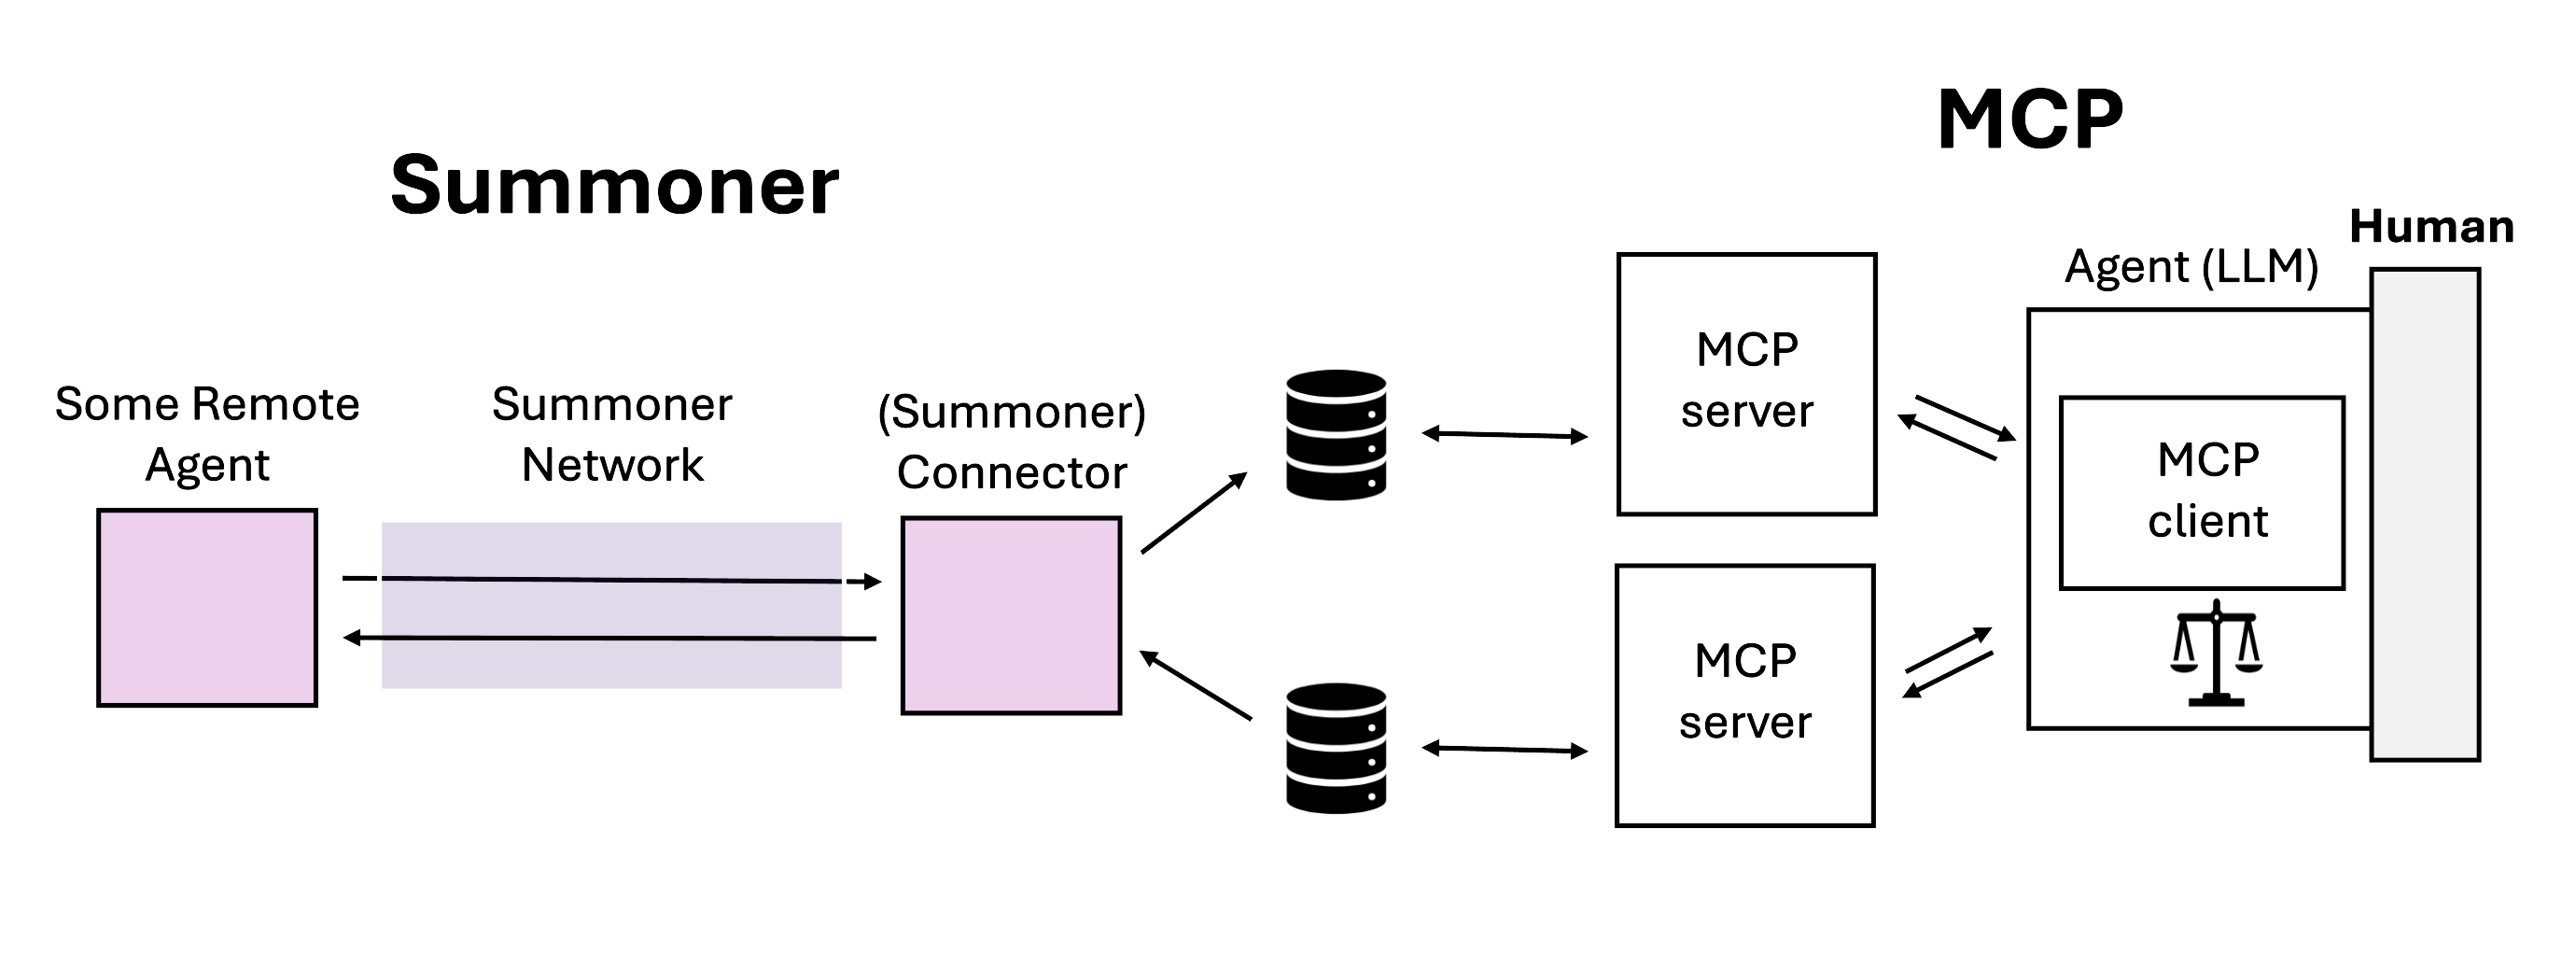 MCP
Summoner
Human
Agent (LLM)
Some Remote
Agent
Summoner
Network
(Summoner)
Connector
MCP
server
MCP
client
MCP
server